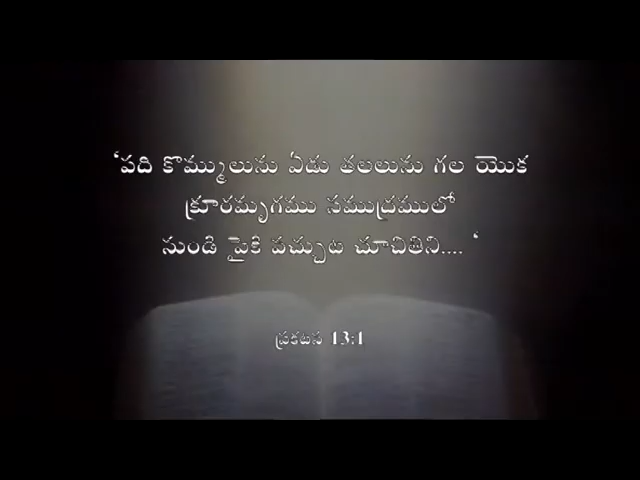 ‘పది కొమ్ములును ఏడు తలలును గల యొక
క్రూరమృగము సముద్రములో
నుండి పైకి వచ్చుట చూచితిని.... ‘
ప్రకటన 13:1